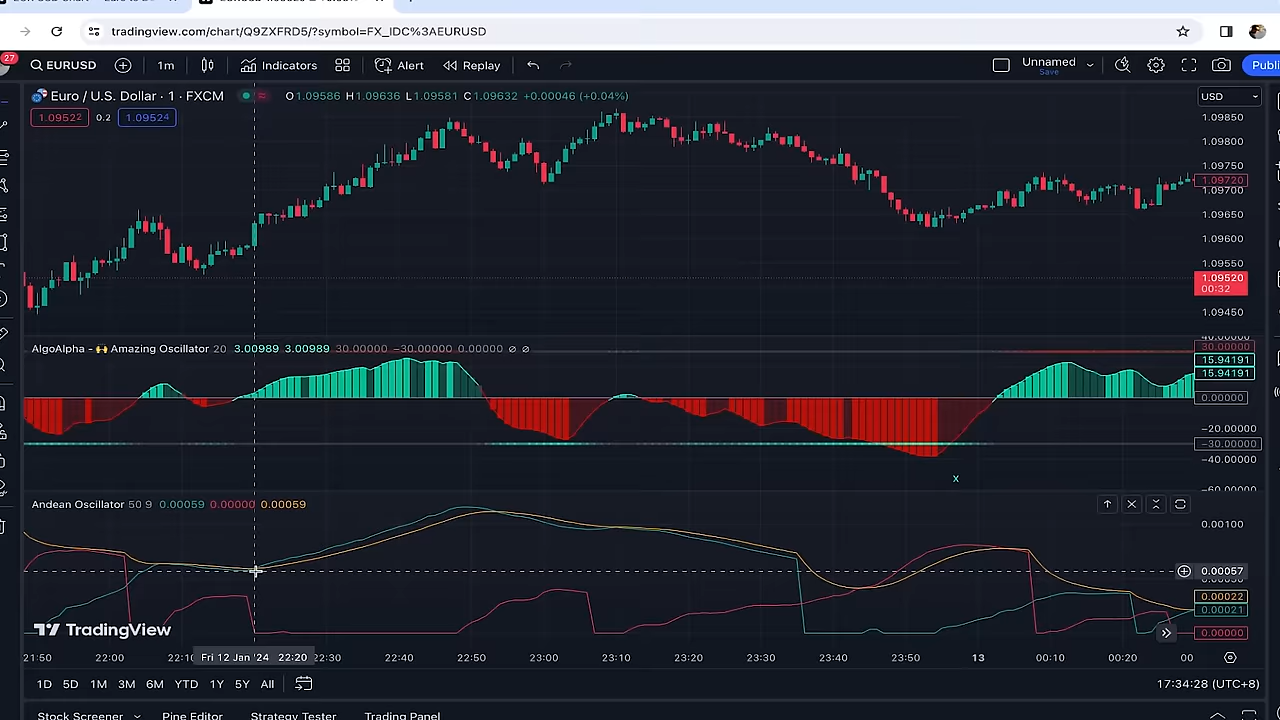 tradingview.com/chart/Q9ZXFRD5/?symbol=FX_IDC%3AEURUSD
27
EURUSD
1m
Indicators
Alert
Replay
Unnamed
Save
Publi
Euro / U.S. Dollar · 1 · FXCM
O1.09586 H1.09636 L1.09581 C1.09632 +0.00046 (+0.04%)
USD
1.09522
0.2
1.09524
1.09850
1.09800
1.09750
1.09720
1.09700
1.09650
1.09600
1.09550
1.09520
00:32
1.09450
AlgoAlpha - 🙌 Amazing Oscillator 20 3.00989 3.00989 30.00000 −30.00000 0.00000 ∅ ∅
40.00000
30.00000
15.94191
15.94191
0.00000
−20.00000
−30.00000
−40.00000
−60.00000
x
Andean Oscillator 50 9 0.00059 0.00000 0.00059
0.00100
0.00057
0.00022
0.00021
0.00000
TradingView
21:50
22:00
22:10
Fri 12 Jan '24 22:20
22:30
22:40
22:50
23:00
23:10
23:20
23:30
23:40
23:50
13
00:10
00:20
00
1D 5D 1M 3M 6M YTD 1Y 5Y All
17:34:28 (UTC+8)
Stock Screener
Pine Editor
Strategy Tester
Trading Panel